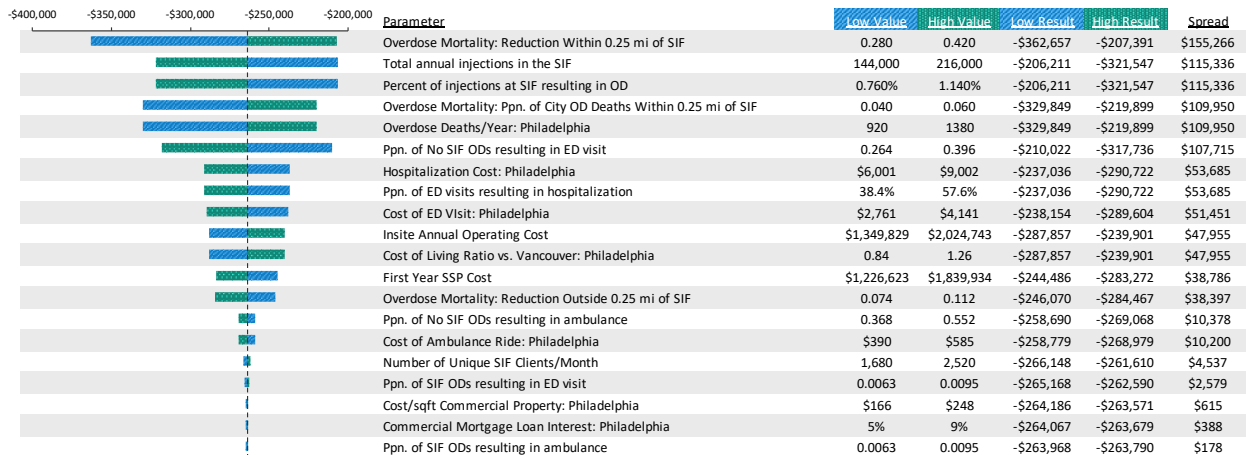 -$400,000 -$350,000 -$300,000 -$250,000 -$200,000
Parameter Low Value High Value Low Result High Result Spread
Overdose Mortality: Reduction Within 0.25 mi of SIF 0.280 0.420 -$362,657 -$207,391 $155,266
Total annual injections in the SIF 144,000 216,000 -$206,211 -$321,547 $115,336
Percent of injections at SIF resulting in OD 0.760% 1.140% -$206,211 -$321,547 $115,336
Overdose Mortality: Ppn. of City OD Deaths Within 0.25 mi of SIF 0.040 0.060 -$329,849 -$219,899 $109,950
Overdose Deaths/Year: Philadelphia 920 1380 -$329,849 -$219,899 $109,950
Ppn. of No SIF ODs resulting in ED visit 0.264 0.396 -$210,022 -$317,736 $107,715
Hospitalization Cost: Philadelphia $6,001 $9,002 -$237,036 -$290,722 $53,685
Ppn. of ED visits resulting in hospitalization 38.4% 57.6% -$237,036 -$290,722 $53,685
Cost of ED VIsit: Philadelphia $2,761 $4,141 -$238,154 -$289,604 $51,451
Insite Annual Operating Cost $1,349,829 $2,024,743 -$287,857 -$239,901 $47,955
Cost of Living Ratio vs. Vancouver: Philadelphia 0.84 1.26 -$287,857 -$239,901 $47,955
First Year SSP Cost $1,226,623 $1,839,934 -$244,486 -$283,272 $38,786
Overdose Mortality: Reduction Outside 0.25 mi of SIF 0.074 0.112 -$246,070 -$284,467 $38,397
Ppn. of No SIF ODs resulting in ambulance 0.368 0.552 -$258,690 -$269,068 $10,378
Cost of Ambulance Ride: Philadelphia $390 $585 -$258,779 -$268,979 $10,200
Number of Unique SIF Clients/Month 1,680 2,520 -$266,148 -$261,610 $4,537
Ppn. of SIF ODs resulting in ED visit 0.0063 0.0095 -$265,168 -$262,590 $2,579
Cost/sqft Commercial Property: Philadelphia $166 $248 -$264,186 -$263,571 $615
Commercial Mortgage Loan Interest: Philadelphia 5% 9% -$264,067 -$263,679 $388
Ppn. of SIF ODs resulting in ambulance 0.0063 0.0095 -$263,968 -$263,790 $178